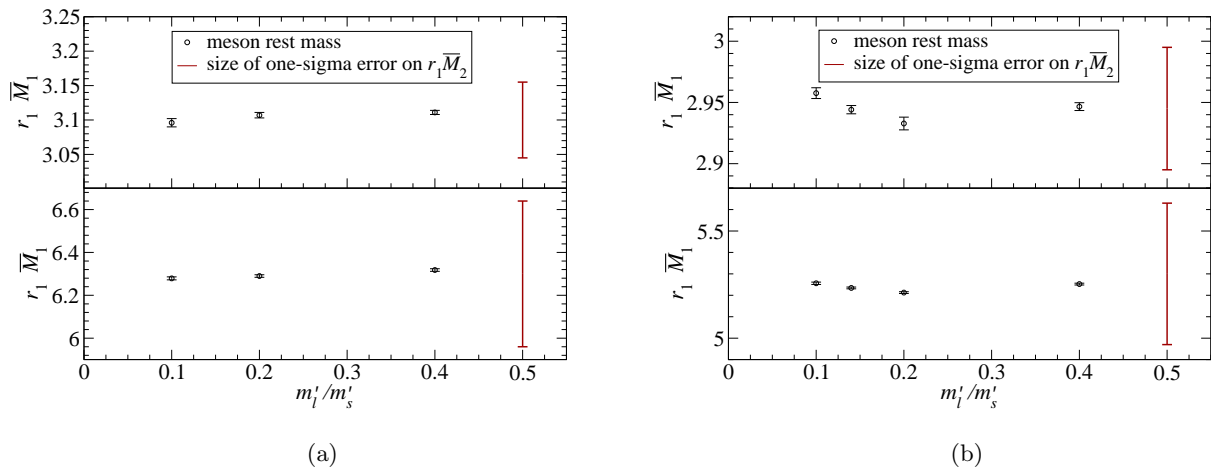 3.25
3.2
3.15
3.1
3.05
r₁ M̅₁
meson rest mass
size of one-sigma error on r₁M̅₂
6.6
6.4
6.2
6
r₁ M̅₁
0 0.1 0.2 0.3 0.4 0.5
m′ₗ/m′ₛ
(a)
3
2.95
2.9
r₁ M̅₁
meson rest mass
size of one-sigma error on r₁M̅₂
5.5
5
r₁ M̅₁
0 0.1 0.2 0.3 0.4 0.5
m′ₗ/m′ₛ
(b)